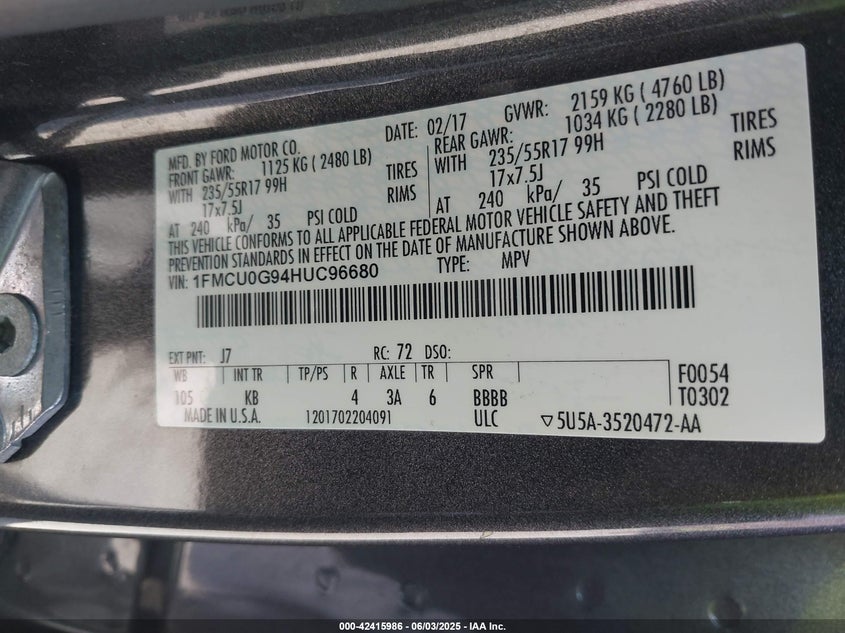 MFD. BY FORD MOTOR CO. DATE: 02/17 GVWR: 2159 KG ( 4760 LB)
FRONT GAWR: 1125 KG ( 2480 LB) REAR GAWR: 1034 KG ( 2280 LB)
WITH 235/55R17 99H TIRES WITH 235/55R17 99H TIRES
17x7.5J RIMS 17x7.5J RIMS
AT 240 kPa/ 35 PSI COLD AT 240 kPa/ 35 PSI COLD
THIS VEHICLE CONFORMS TO ALL APPLICABLE FEDERAL MOTOR VEHICLE SAFETY AND THEFT
PREVENTION STANDARDS IN EFFECT ON THE DATE OF MANUFACTURE SHOWN ABOVE.
VIN: 1FMCU0G94HUC96680 TYPE: MPV
EXT PNT: J7 RC: 72 DSO:
WB INT TR TP/PS R AXLE TR SPR F0054
105 KB 4 3A 6 BBBB T0302
MADE IN U.S.A. 1201702204091 ULC ▽5U5A-3520472-AA
000-42415986 - 06/03/2025 - IAA Inc.